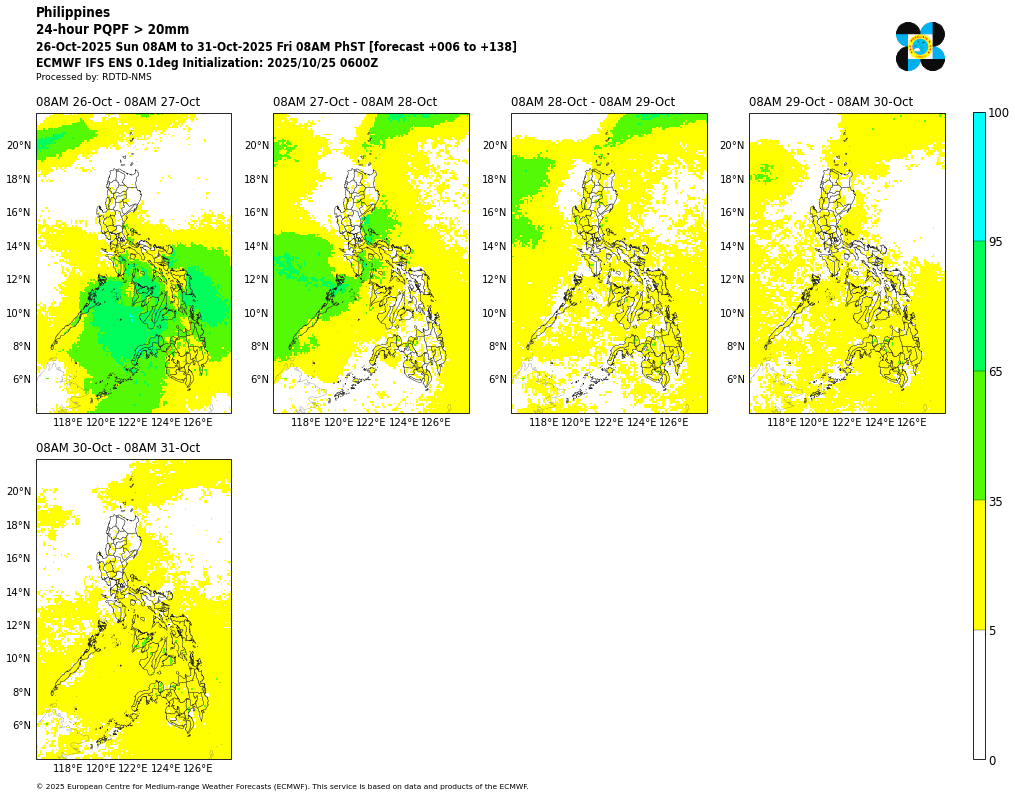 Philippines
24-hour PQPF > 20mm
26-Oct-2025 Sun 08AM to 31-Oct-2025 Fri 08AM PhST [forecast +006 to +138]
ECMWF IFS ENS 0.1deg Initialization: 2025/10/25 0600Z
Processed by: RDTD-NMS
08AM 26-Oct - 08AM 27-Oct
08AM 27-Oct - 08AM 28-Oct
08AM 28-Oct - 08AM 29-Oct
08AM 29-Oct - 08AM 30-Oct
20°N
18°N
16°N
14°N
12°N
10°N
8°N
6°N
118°E 120°E 122°E 124°E 126°E
20°N
18°N
16°N
14°N
12°N
10°N
8°N
6°N
118°E 120°E 122°E 124°E 126°E
20°N
18°N
16°N
14°N
12°N
10°N
8°N
6°N
118°E 120°E 122°E 124°E 126°E
20°N
18°N
16°N
14°N
12°N
10°N
8°N
6°N
118°E 120°E 122°E 124°E 126°E
08AM 30-Oct - 08AM 31-Oct
20°N
18°N
16°N
14°N
12°N
10°N
8°N
6°N
118°E 120°E 122°E 124°E 126°E
100
95
65
35
5
0
© 2025 European Centre for Medium-range Weather Forecasts (ECMWF). This service is based on data and products of the ECMWF.